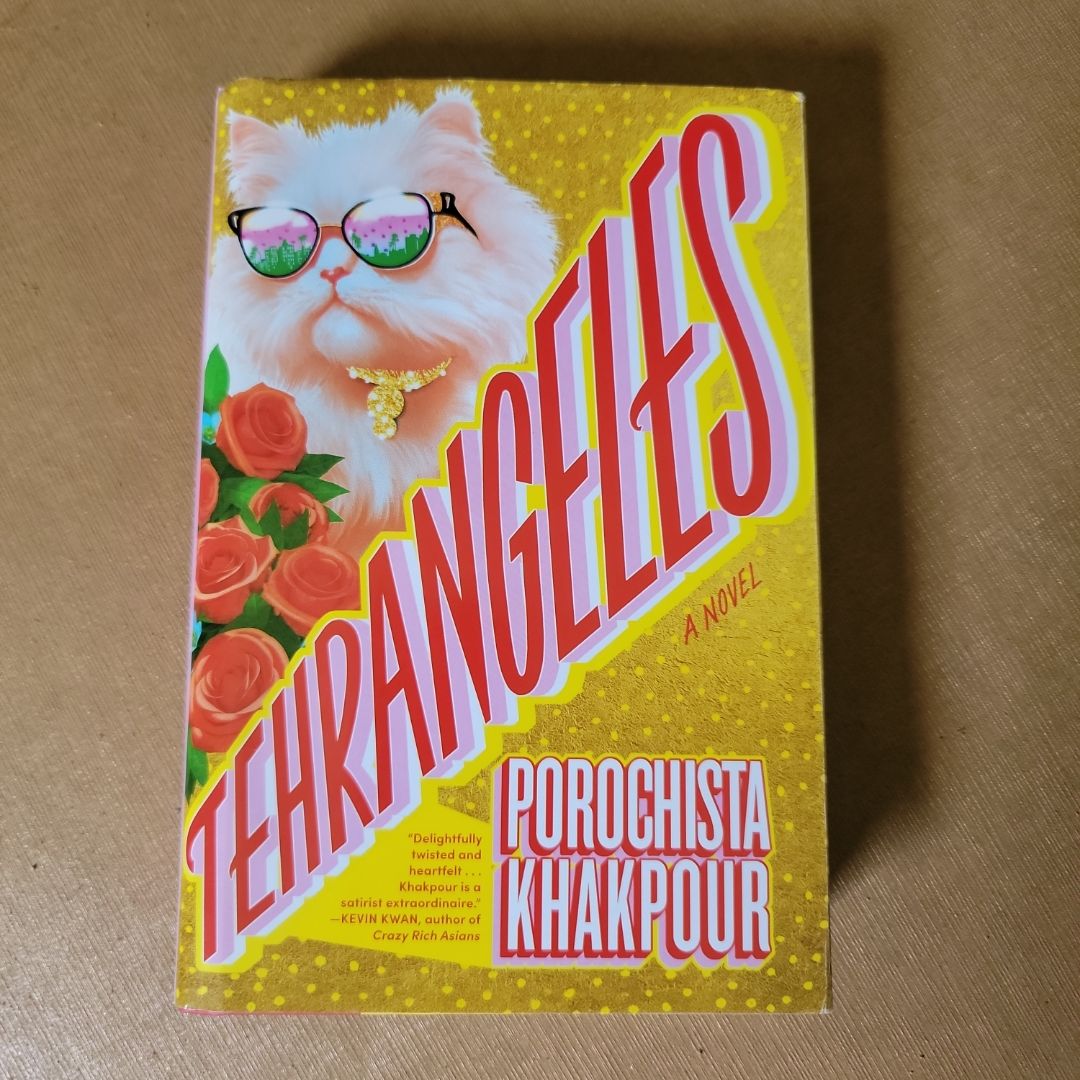 TEHRANGELES
A NOVEL
POROCHISTA
KHAKPOUR
“Delightfully
twisted and
heartfelt . . .
Khakpour is a
satirist extraordinaire.”
—KEVIN KWAN, author of
Crazy Rich Asians